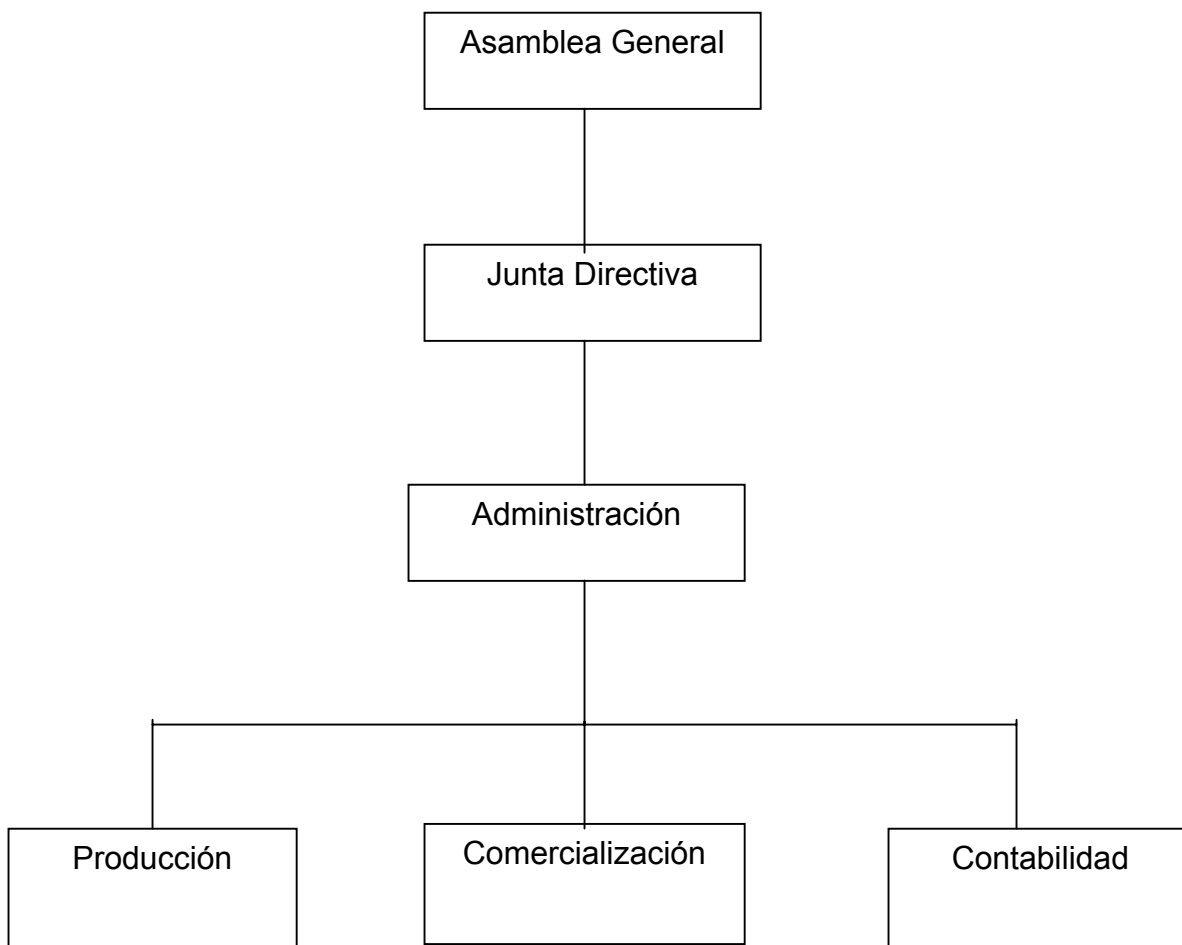 Asamblea General
Junta Directiva
Administración
Producción
Comercialización
Contabilidad